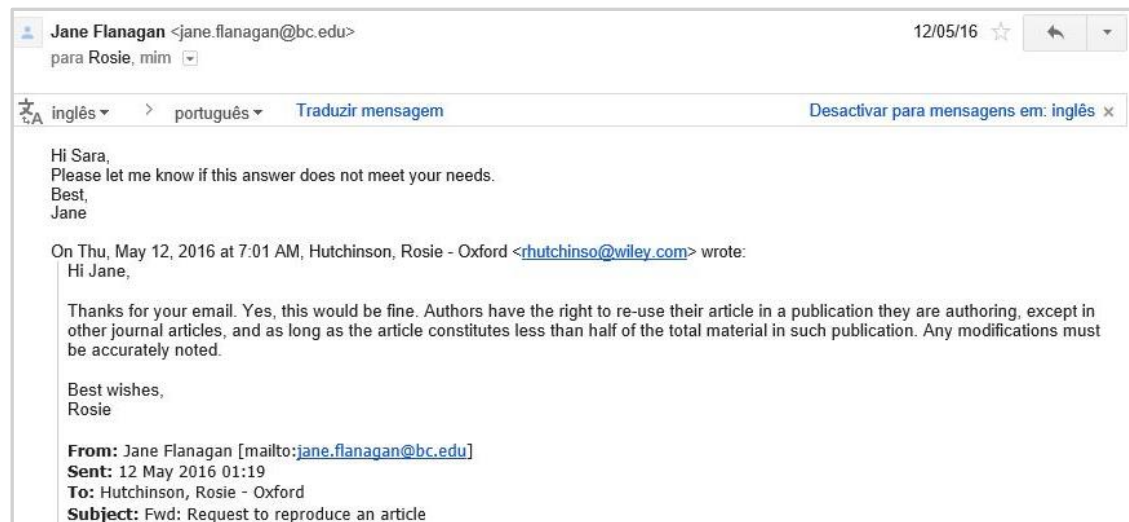 Jane Flanagan <jane.flanagan@bc.edu> 12/05/16
para Rosie, mim
inglês > português Traduzir mensagem Desactivar para mensagens em: inglês x
Hi Sara,
Please let me know if this answer does not meet your needs.
Best,
Jane
On Thu, May 12, 2016 at 7:01 AM, Hutchinson, Rosie - Oxford <rhutchinso@wiley.com> wrote:
Hi Jane,
Thanks for your email. Yes, this would be fine. Authors have the right to re-use their article in a publication they are authoring, except in
other journal articles, and as long as the article constitutes less than half of the total material in such publication. Any modifications must
be accurately noted.
Best wishes,
Rosie
From: Jane Flanagan [mailto:jane.flanagan@bc.edu]
Sent: 12 May 2016 01:19
To: Hutchinson, Rosie - Oxford
Subject: Fwd: Request to reproduce an article